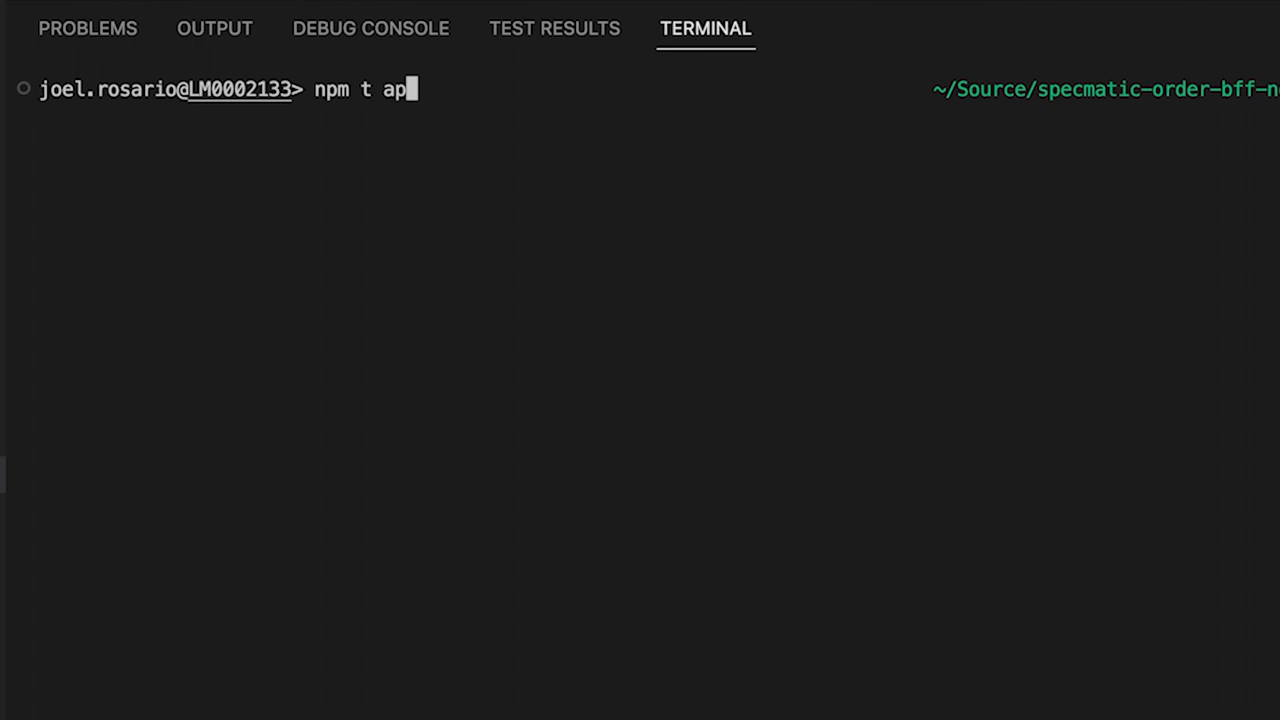 PROBLEMS OUTPUT DEBUG CONSOLE TEST RESULTS TERMINAL
joel.rosario@LM0002133> npm t ap ~/Source/specmatic-order-bff-n